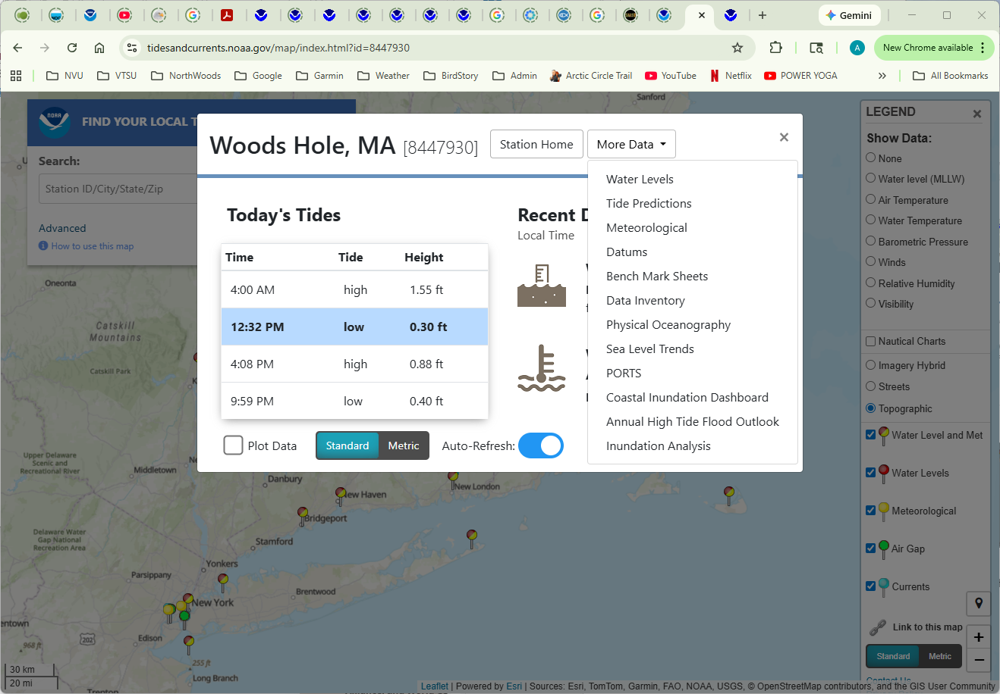 Gemini
tidesandcurrents.noaa.gov/map/index.html?id=8447930
A
New Chrome available
NVU
VTSU
NorthWoods
Google
Garmin
Weather
BirdStory
Admin
Arctic Circle Trail
YouTube
Netflix
POWER YOGA
All Bookmarks
NOAA
FIND YOUR LOCAL T
Search:
Station ID/City/State/Zip
Advanced
How to use this map
Woods Hole, MA [8447930]
Station Home
More Data
Water Levels
Tide Predictions
Meteorological
Datums
Bench Mark Sheets
Data Inventory
Physical Oceanography
Sea Level Trends
PORTS
Coastal Inundation Dashboard
Annual High Tide Flood Outlook
Inundation Analysis
Today's Tides
Time Tide Height
4:00 AM high 1.55 ft
12:32 PM low 0.30 ft
4:08 PM high 0.88 ft
9:59 PM low 0.40 ft
Plot Data
Standard
Metric
Auto-Refresh:
Recent D
Local Time
LEGEND
Show Data:
None
Water level (MLLW)
Air Temperature
Water Temperature
Barometric Pressure
Winds
Relative Humidity
Visibility
Nautical Charts
Imagery Hybrid
Streets
Topographic
Water Level and Met
Water Levels
Meteorological
Air Gap
Currents
Link to this map
Standard
Metric
Contact Us
Sanford
Oneonta
Catskill
Mountains
Catskill Park
Upper Delaware
Scenic and
Recreational River
Middletown
Danbury
New Haven
New London
Bridgeport
Delaware Water
Gap National
Recreation Area
Stamford
Yonkers
Parsippany
Brentwood
New York
entown
202
Edison
968 ft
255 ft
Long Branch
Trenton
30 km
20 mi
Leaflet | Powered by Esri | Sources: Esri, TomTom, Garmin, FAO, NOAA, USGS, © OpenStreetMap contributors, and the GIS User Community